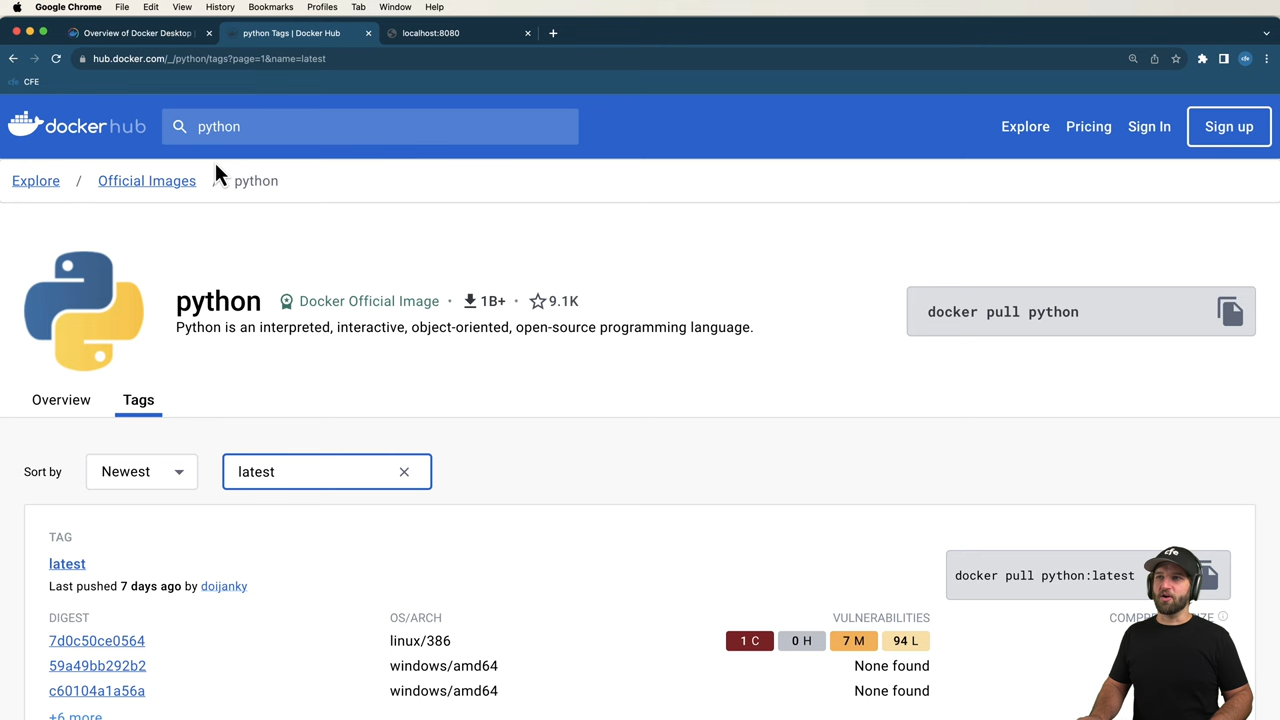 Google Chrome File Edit View History Bookmarks Profiles Tab Window Help
Overview of Docker Desktop python Tags | Docker Hub localhost:8080
hub.docker.com/_/python/tags?page=1&name=latest
cfe CFE
docker hub python Explore Pricing Sign In Sign up
Explore / Official Images / python
python Docker Official Image · 1B+ · 9.1K
Python is an interpreted, interactive, object-oriented, open-source programming language.
docker pull python
Overview Tags
Sort by Newest latest
TAG
latest
Last pushed 7 days ago by doijanky
docker pull python:latest
DIGEST OS/ARCH VULNERABILITIES
7d0c50ce0564 linux/386 1 C 0 H 7 M 94 L
59a49bb292b2 windows/amd64 None found
c60104a1a56a windows/amd64 None found
+6 more
cfe